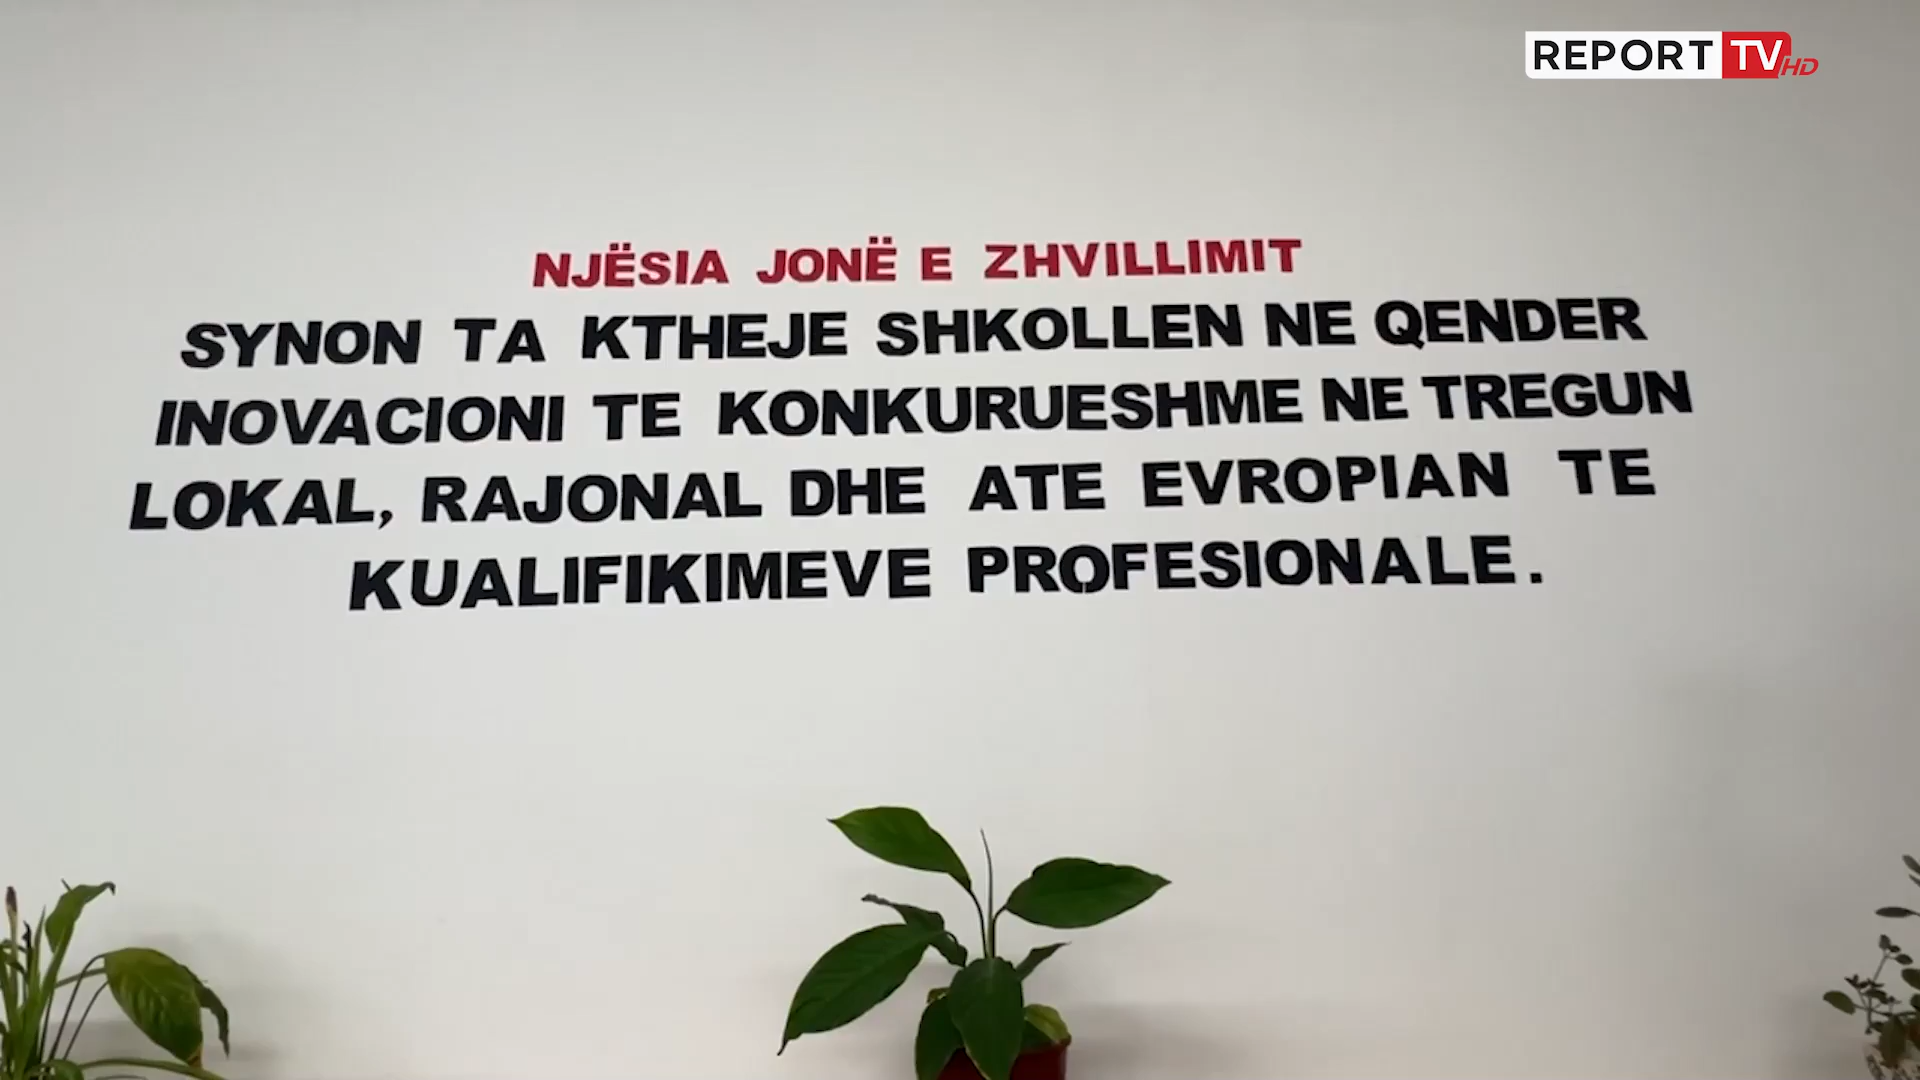 REPORT TV HD
NJËSIA JONË E ZHVILLIMIT
SYNON TA KTHEJE SHKOLLEN NE QENDER
INOVACIONI TE KONKURUESHME NE TREGUN
LOKAL, RAJONAL DHE ATE EVROPIAN TE
KUALIFIKIMEVE PROFESIONALE.